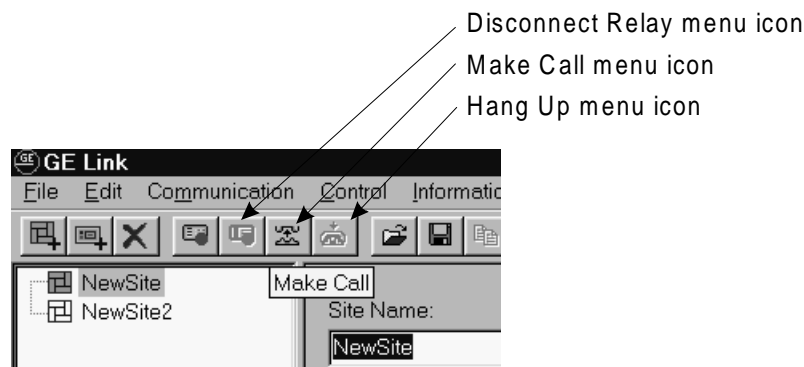 Disconnect Relay menu icon
Make Call menu icon
Hang Up menu icon
GE GE Link
File Edit Communication Control Informatio
NewSite
Make Call
NewSite2
Site Name:
NewSite